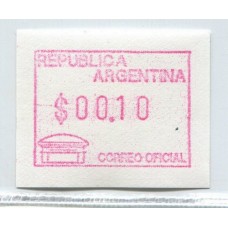 REPUBLICA
ARGENTINA
$00.10
CORREO OFICIAL